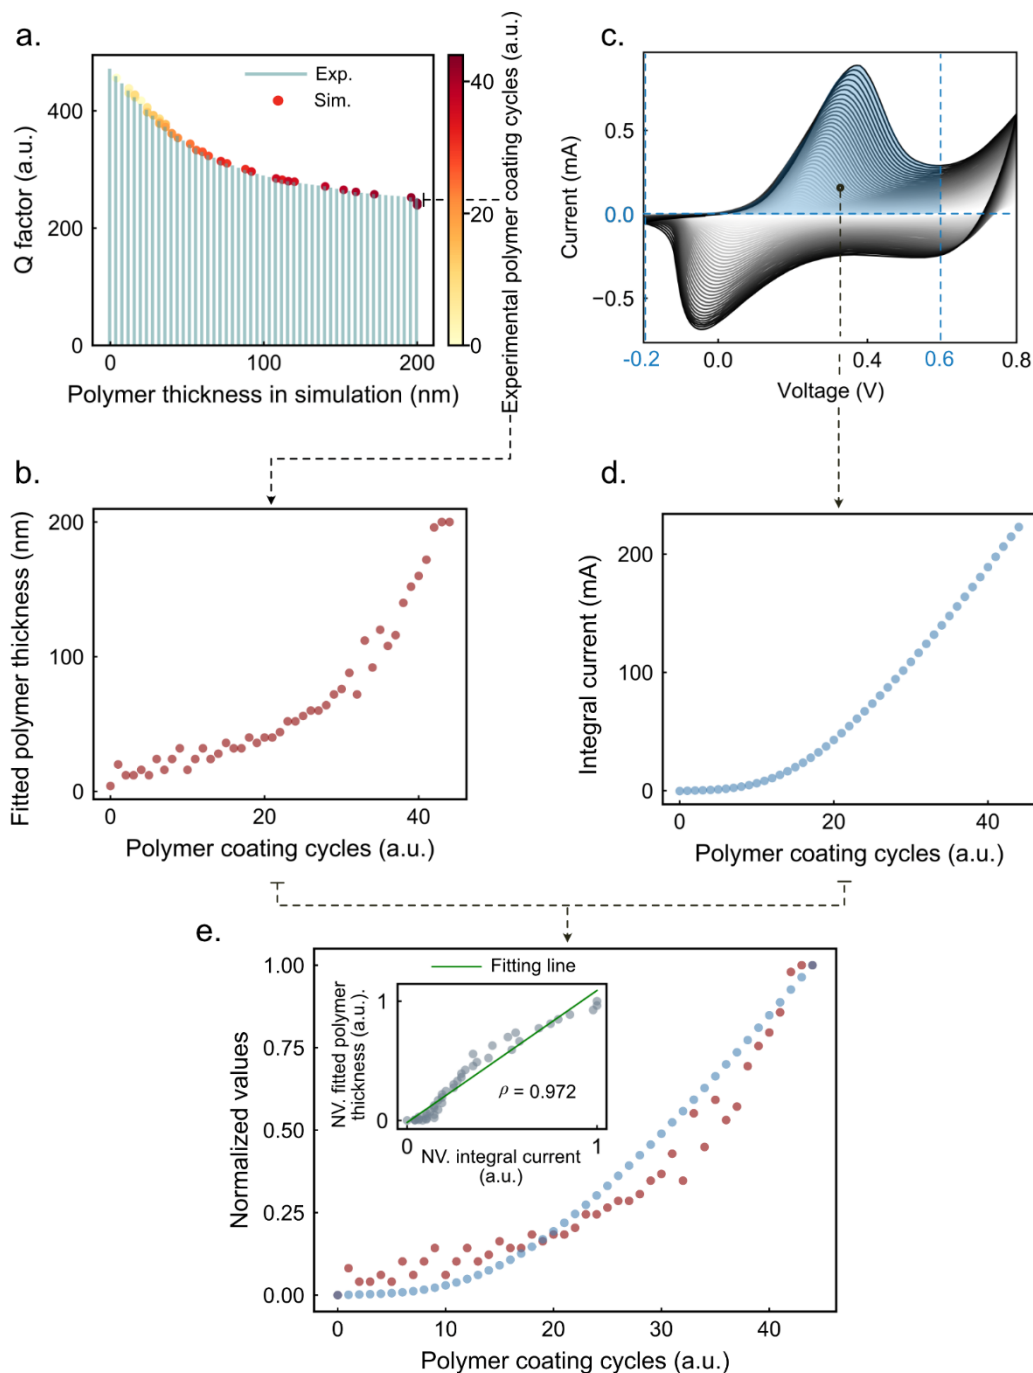 a.
Q factor (a.u.)
400
200
0
Exp.
Sim.
0
100
200
Polymer thickness in simulation (nm)
40
20
0
Experimental polymer coating cycles (a.u.)
c.
Current (mA)
0.5
0.0
−0.5
-0.2
0.0
0.4
0.6
0.8
Voltage (V)
b.
Fitted polymer thickness (nm)
200
100
0
0
20
40
Polymer coating cycles (a.u.)
d.
Integral current (mA)
200
100
0
0
20
40
Polymer coating cycles (a.u.)
e.
Normalized values
1.00
0.75
0.50
0.25
0.00
Fitting line
NV. fitted polymer
thickness (a.u.).
1
0
ρ = 0.972
0
1
NV. integral current
(a.u.)
0
10
20
30
40
Polymer coating cycles (a.u.)